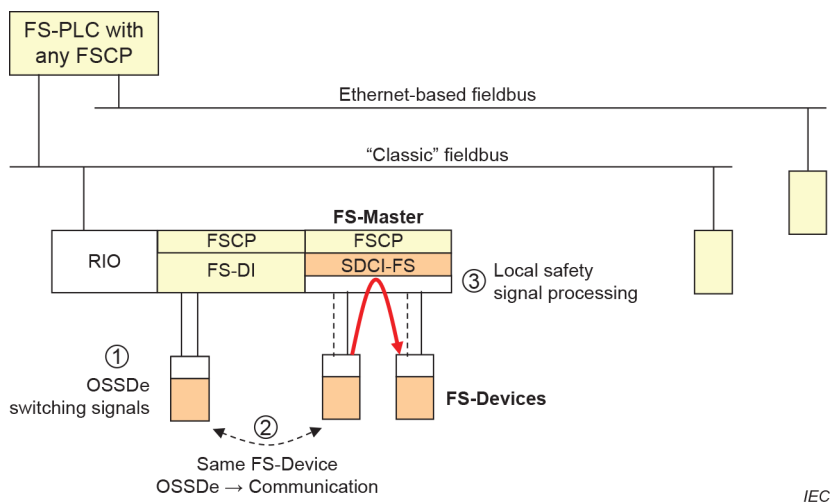 FS-PLC with
any FSCP
Ethernet-based fieldbus
“Classic” fieldbus
FS-Master
FSCP
FSCP
RIO
FS-DI
SDCI-FS
③ Local safety
signal processing
①
OSSDe
switching signals
FS-Devices
②
Same FS-Device
OSSDe → Communication
IEC